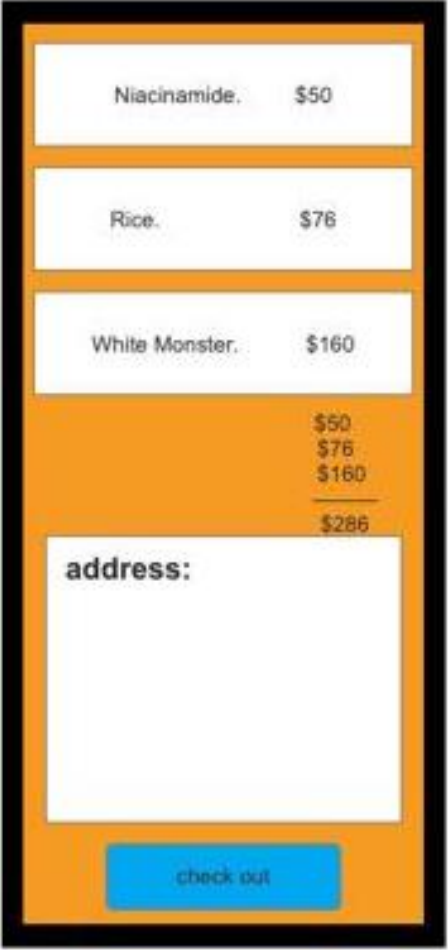 Niacinamide. $50
Rice. $76
White Monster. $160
$50
$76
$160
$286
address:
check out